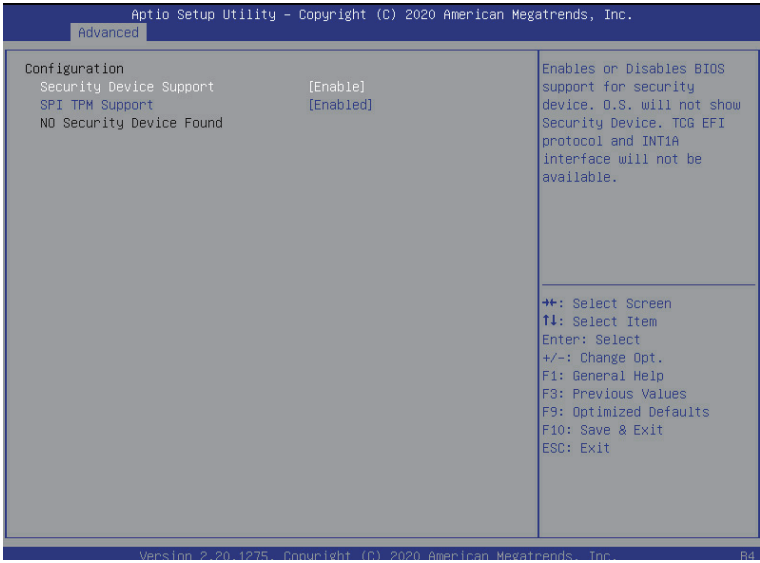 Aptio Setup Utility – Copyright (C) 2020 American Megatrends, Inc.
Advanced
Configuration
Security Device Support [Enable]
SPI TPM Support [Enabled]
NO Security Device Found
Enables or Disables BIOS
support for security
device. O.S. will not show
Security Device. TCG EFI
protocol and INT1A
interface will not be
available.
→←: Select Screen
↑↓: Select Item
Enter: Select
+/-: Change Opt.
F1: General Help
F3: Previous Values
F9: Optimized Defaults
F10: Save & Exit
ESC: Exit
Version 2.20.1275. Copyright (C) 2020 American Megatrends, Inc.
B4